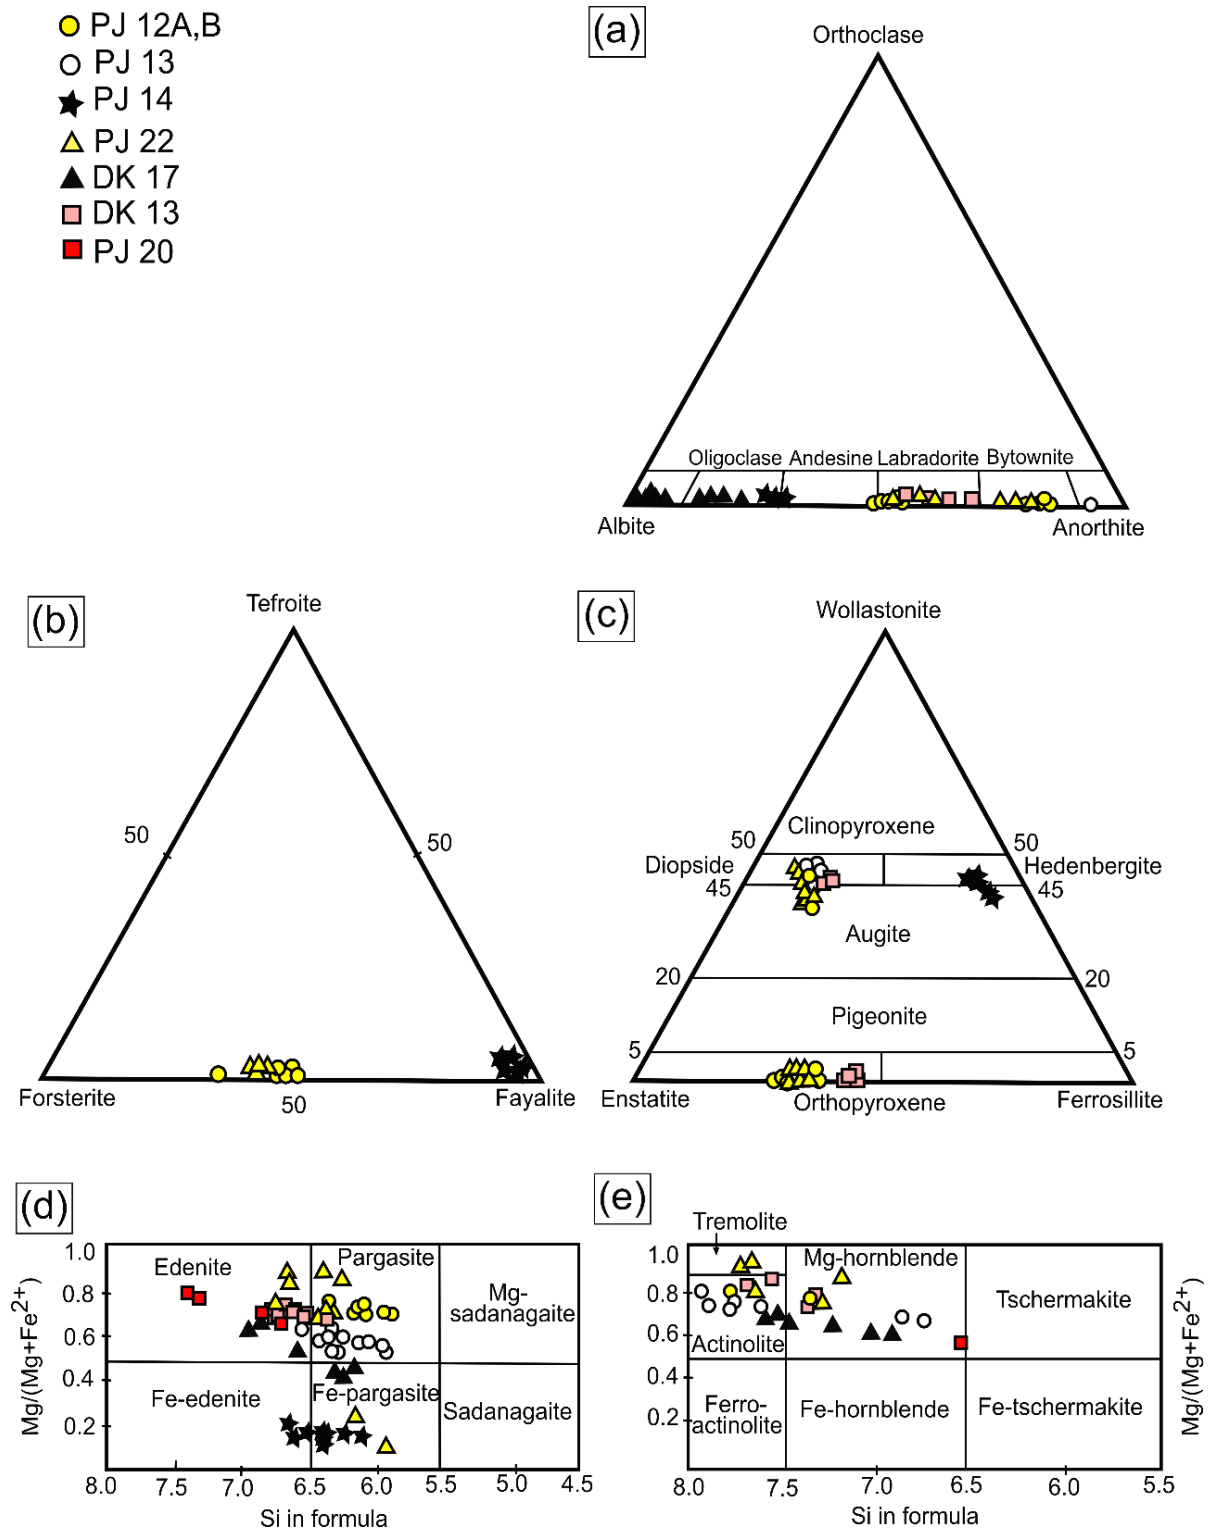 PJ 12A,B
PJ 13
PJ 14
PJ 22
DK 17
DK 13
PJ 20
(a)
Orthoclase
Oligoclase Andesine Labradorite Bytownite
Albite
Anorthite
(b)
Tefroite
50
50
Forsterite
50
Fayalite
(c)
Wollastonite
Clinopyroxene
50
50
Diopside
Hedenbergite
45
45
Augite
20
20
Pigeonite
5
5
Enstatite
Orthopyroxene
Ferrosillite
(d)
Mg/(Mg+Fe2+)
1.0
0.8
0.6
0.4
0.2
Edenite
Pargasite
Mg-
sadanagaite
Fe-edenite
Fe-pargasite
Sadanagaite
8.0 7.5 7.0 6.5 6.0 6.5 5.0 4.5
Si in formula
(e)
Tremolite
Mg-hornblende
1.0
0.8
0.6
0.4
0.2
Tschermakite
Actinolite
Ferro-
actinolite
Fe-hornblende
Fe-tschermakite
Mg/(Mg+Fe2+)
8.0 7.5 7.0 6.5 6.0 5.5
Si in formula